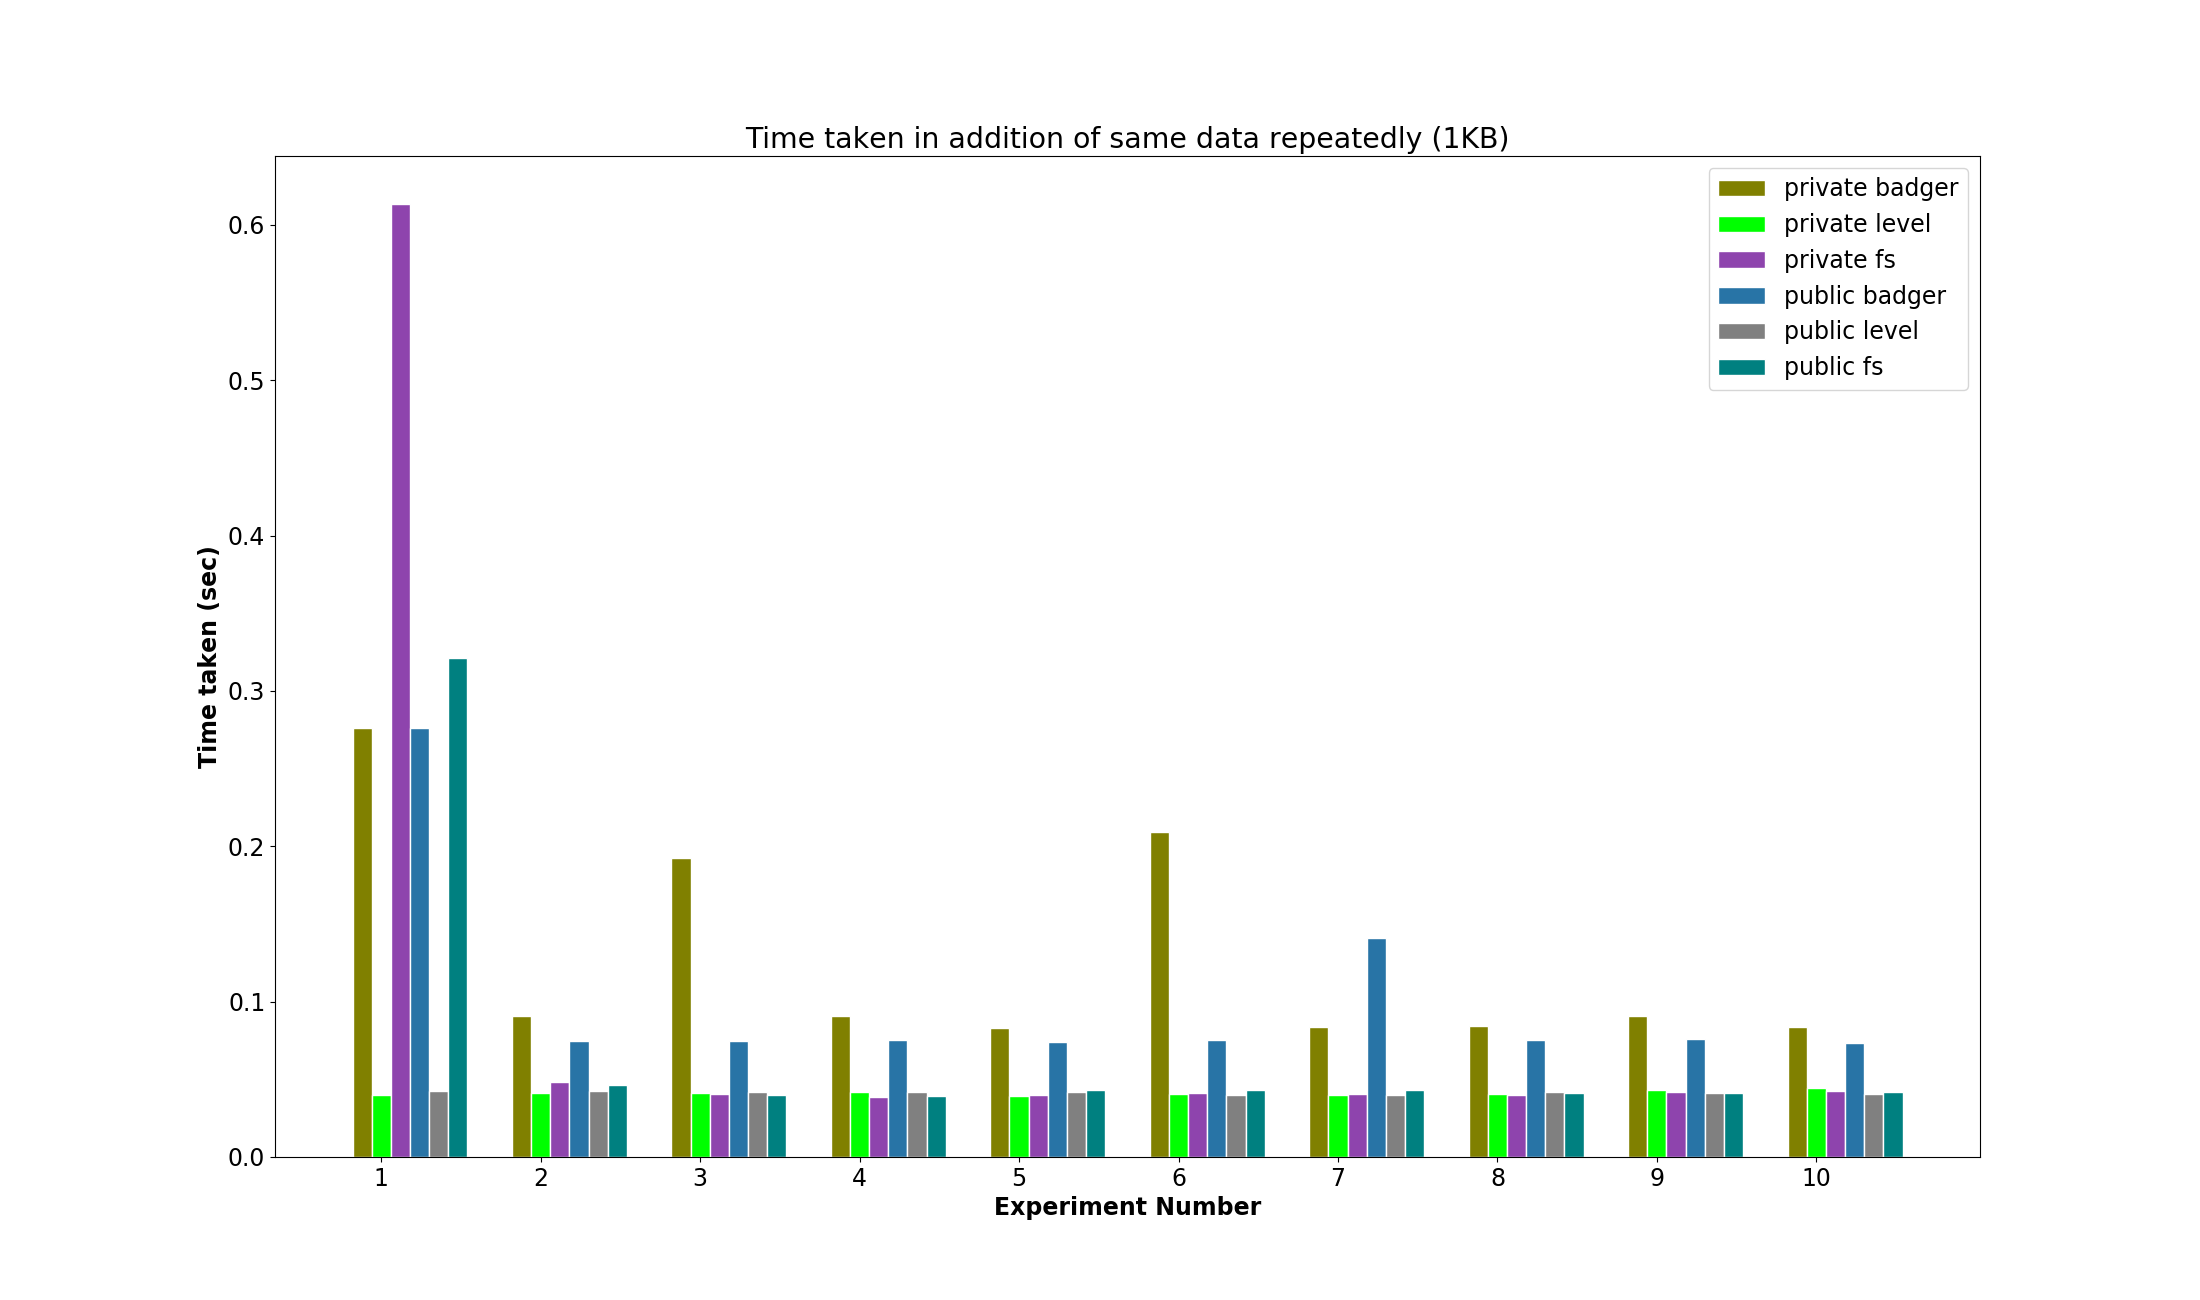 Time taken in addition of same data repeatedly (1KB)
private badger
private level
private fs
public badger
public level
public fs
0.6
0.5
0.4
0.3
0.2
0.1
0.0
Time taken (sec)
1 2 3 4 5 6 7 8 9 10
Experiment Number